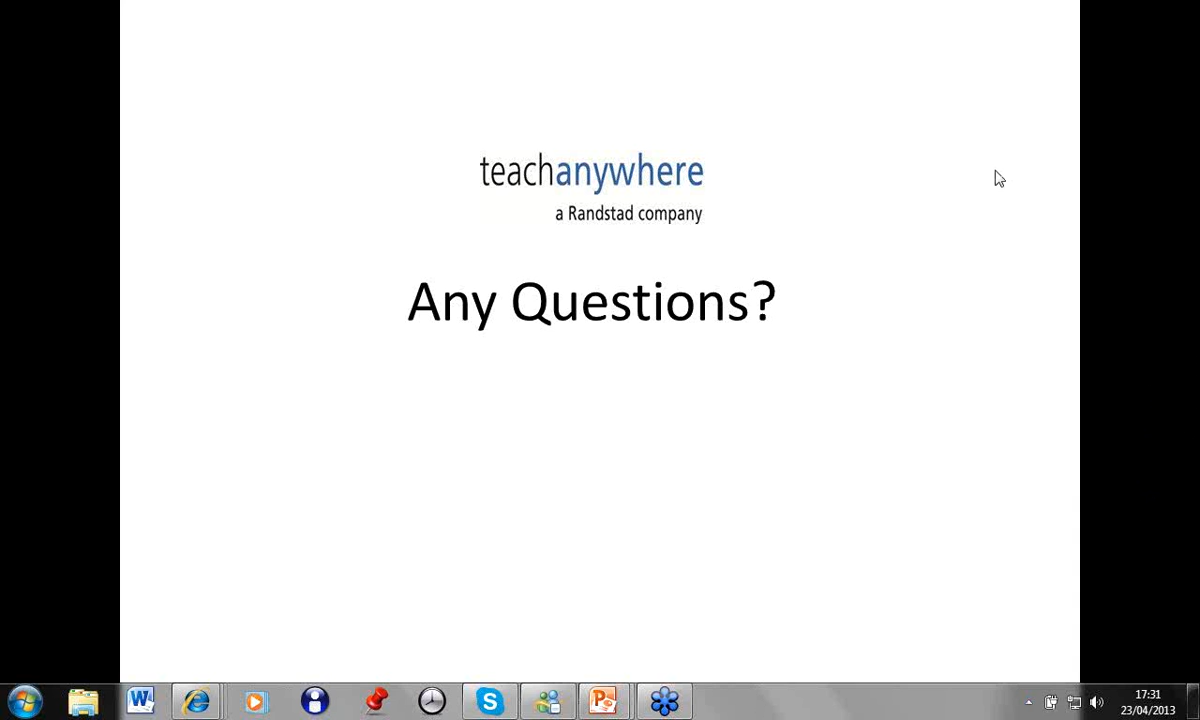 teachanywhere
a Randstad company
Any Questions?
17:31
23/04/2013